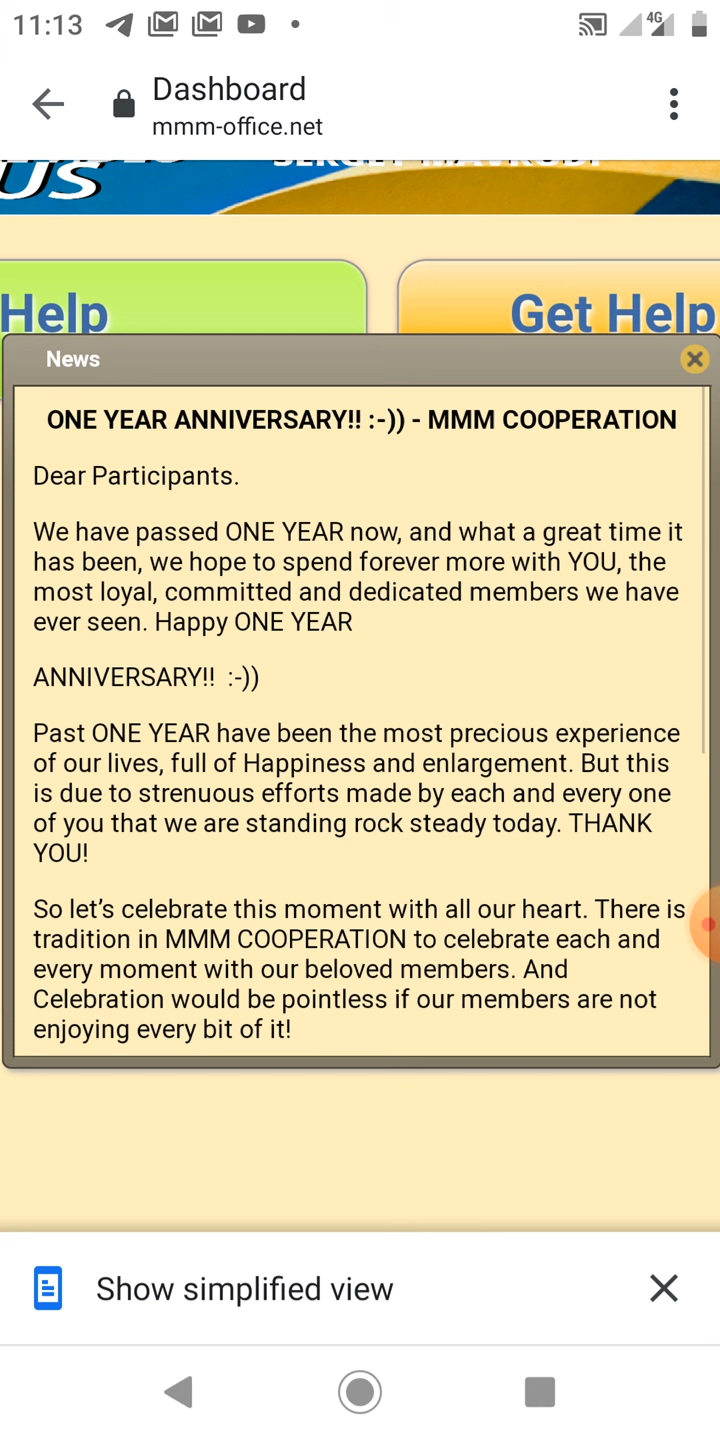 11:13
4G
Dashboard
mmm-office.net
US
Help
Get Help
News
ONE YEAR ANNIVERSARY!! :-)) - MMM COOPERATION
Dear Participants.
We have passed ONE YEAR now, and what a great time it
has been, we hope to spend forever more with YOU, the
most loyal, committed and dedicated members we have
ever seen. Happy ONE YEAR
ANNIVERSARY!!  :-))
Past ONE YEAR have been the most precious experience
of our lives, full of Happiness and enlargement. But this
is due to strenuous efforts made by each and every one
of you that we are standing rock steady today. THANK
YOU!
So let’s celebrate this moment with all our heart. There is
tradition in MMM COOPERATION to celebrate each and
every moment with our beloved members. And
Celebration would be pointless if our members are not
enjoying every bit of it!
Show simplified view